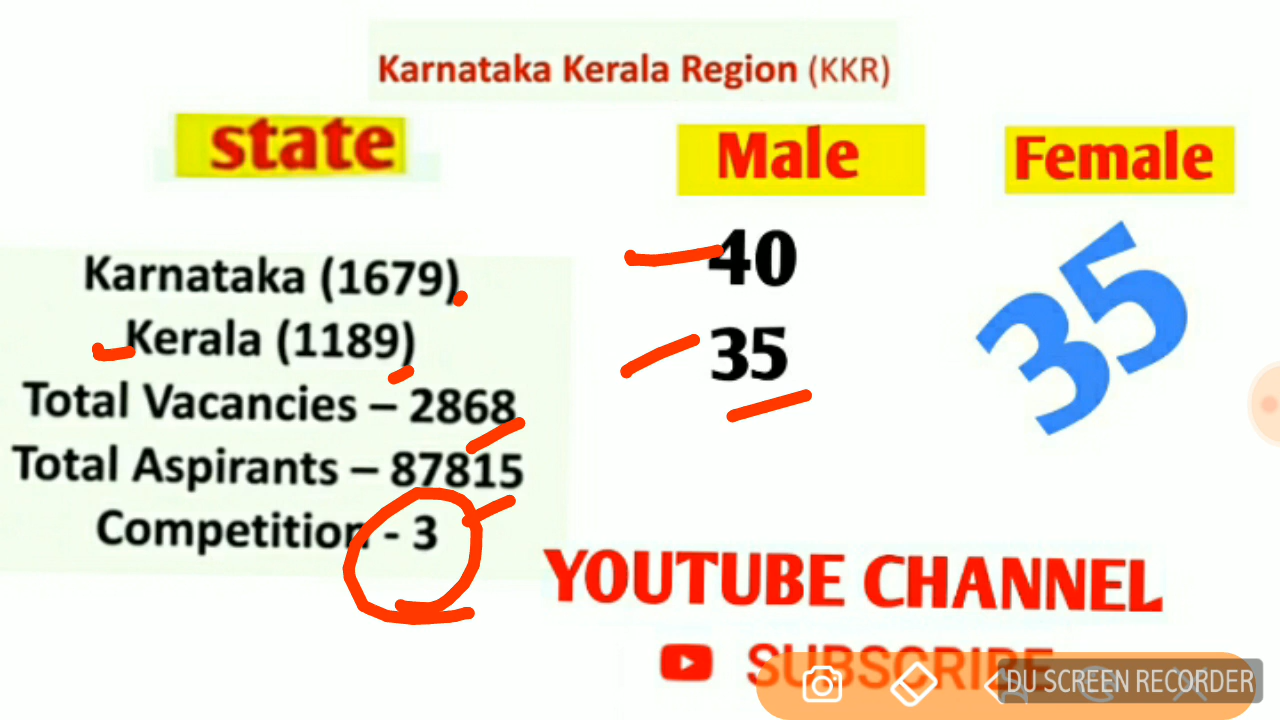 Karnataka Kerala Region (KKR)
state Male Female
Karnataka (1679) 40 35
Kerala (1189) 35
Total Vacancies – 2868
Total Aspirants – 87815
Competition - 3
YOUTUBE CHANNEL
SUBSCRIBE
DU SCREEN RECORDER